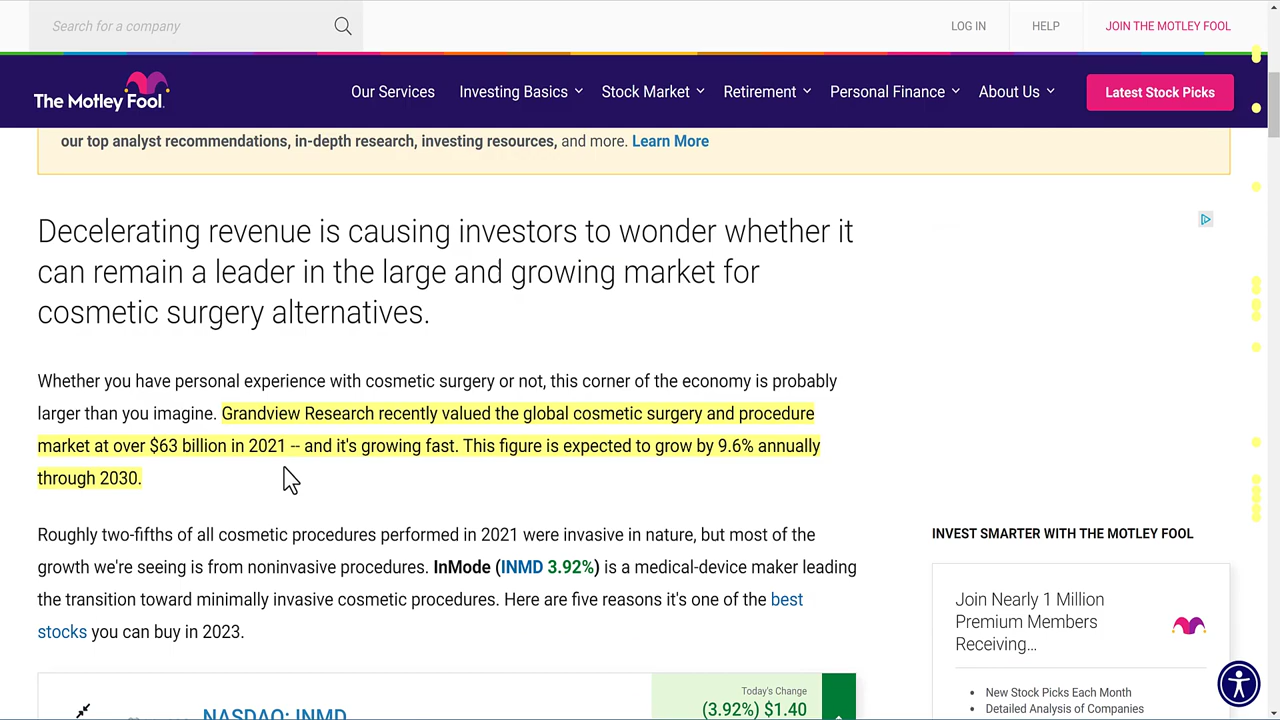 Search for a company
LOG IN
HELP
JOIN THE MOTLEY FOOL
The Motley Fool.
Our Services
Investing Basics
Stock Market
Retirement
Personal Finance
About Us
Latest Stock Picks
our top analyst recommendations, in-depth research, investing resources, and more. Learn More
Decelerating revenue is causing investors to wonder whether it
can remain a leader in the large and growing market for
cosmetic surgery alternatives.
Whether you have personal experience with cosmetic surgery or not, this corner of the economy is probably
larger than you imagine. Grandview Research recently valued the global cosmetic surgery and procedure
market at over $63 billion in 2021 -- and it's growing fast. This figure is expected to grow by 9.6% annually
through 2030.
Roughly two-fifths of all cosmetic procedures performed in 2021 were invasive in nature, but most of the
growth we're seeing is from noninvasive procedures. InMode (INMD 3.92%) is a medical-device maker leading
the transition toward minimally invasive cosmetic procedures. Here are five reasons it's one of the best
stocks you can buy in 2023.
NASDAQ: INMD
Today's Change
(3.92%) $1.40
INVEST SMARTER WITH THE MOTLEY FOOL
Join Nearly 1 Million
Premium Members
Receiving...
• New Stock Picks Each Month
• Detailed Analysis of Companies